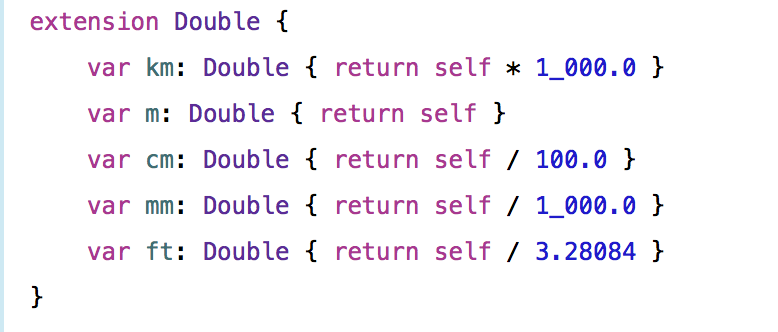 extension Double {
    var km: Double { return self * 1_000.0 }
    var m: Double { return self }
    var cm: Double { return self / 100.0 }
    var mm: Double { return self / 1_000.0 }
    var ft: Double { return self / 3.28084 }
}